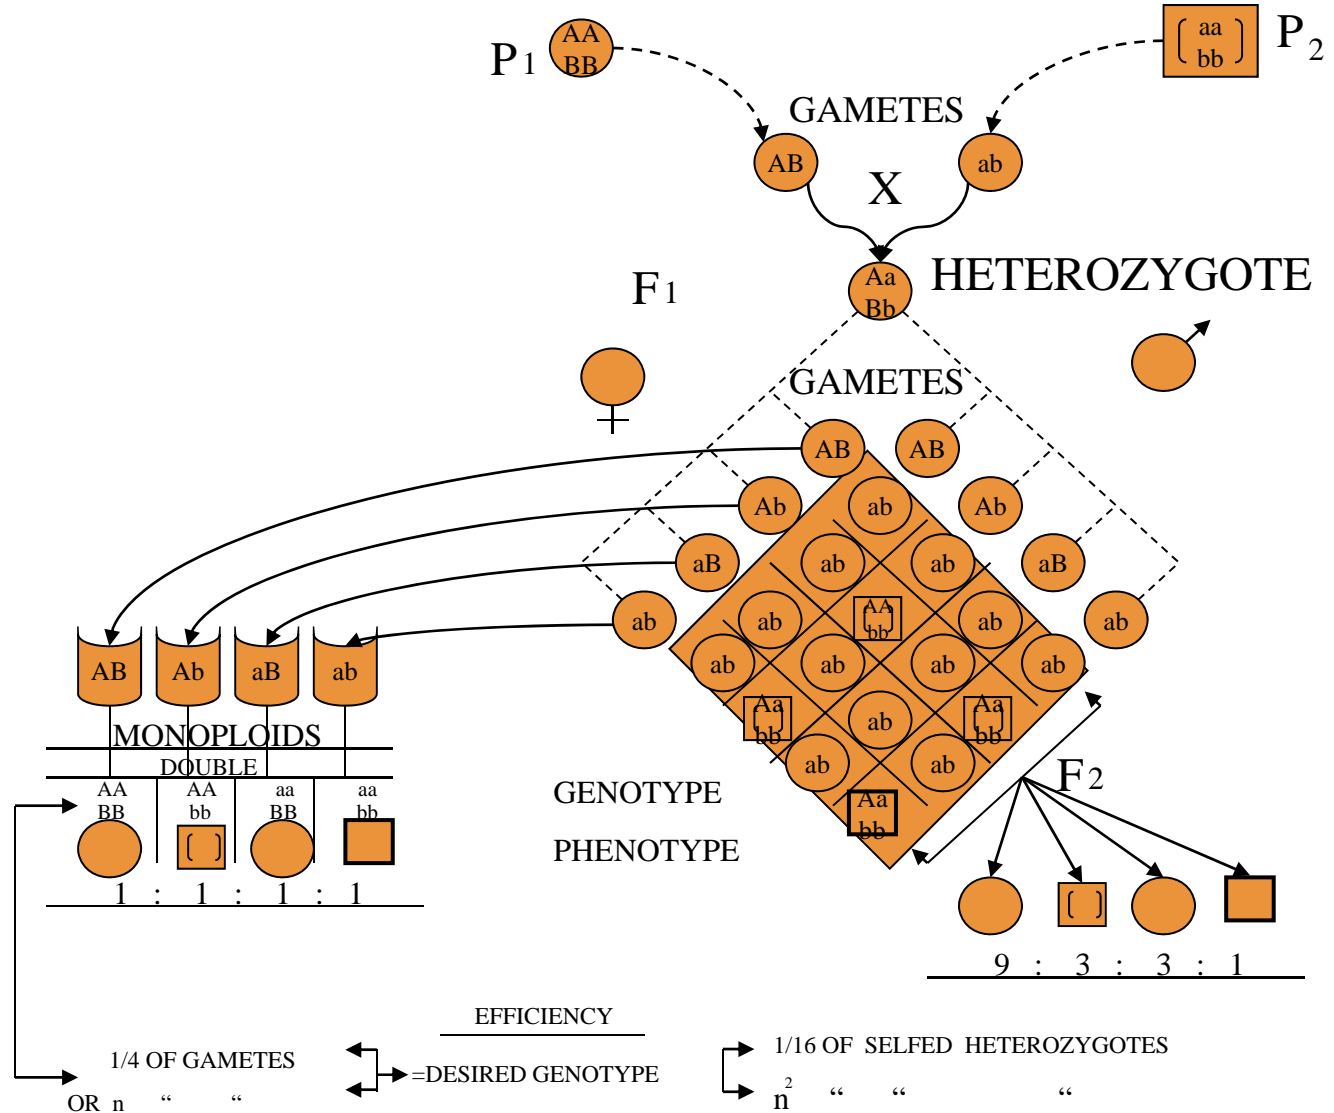 P1
AA
BB
aa
bb
P2
GAMETES
AB
X
ab
F1
Aa
Bb
HETEROZYGOTE
GAMETES
AB
AB
Ab
ab
Ab
aB
ab
ab
aB
ab
ab
AA
bb
ab
ab
ab
ab
ab
ab
Aa
bb
ab
Aa
bb
ab
ab
Aa
bb
AB
Ab
aB
ab
MONOPLOIDS
DOUBLE
AA
BB
AA
bb
aa
BB
aa
bb
1 : 1 : 1 : 1
GENOTYPE
PHENOTYPE
F2
9 : 3 : 3 : 1
EFFICIENCY
1/4 OF GAMETES
=DESIRED GENOTYPE
1/16 OF SELFED HETEROZYGOTES
OR n “ “
n2 “ “ “